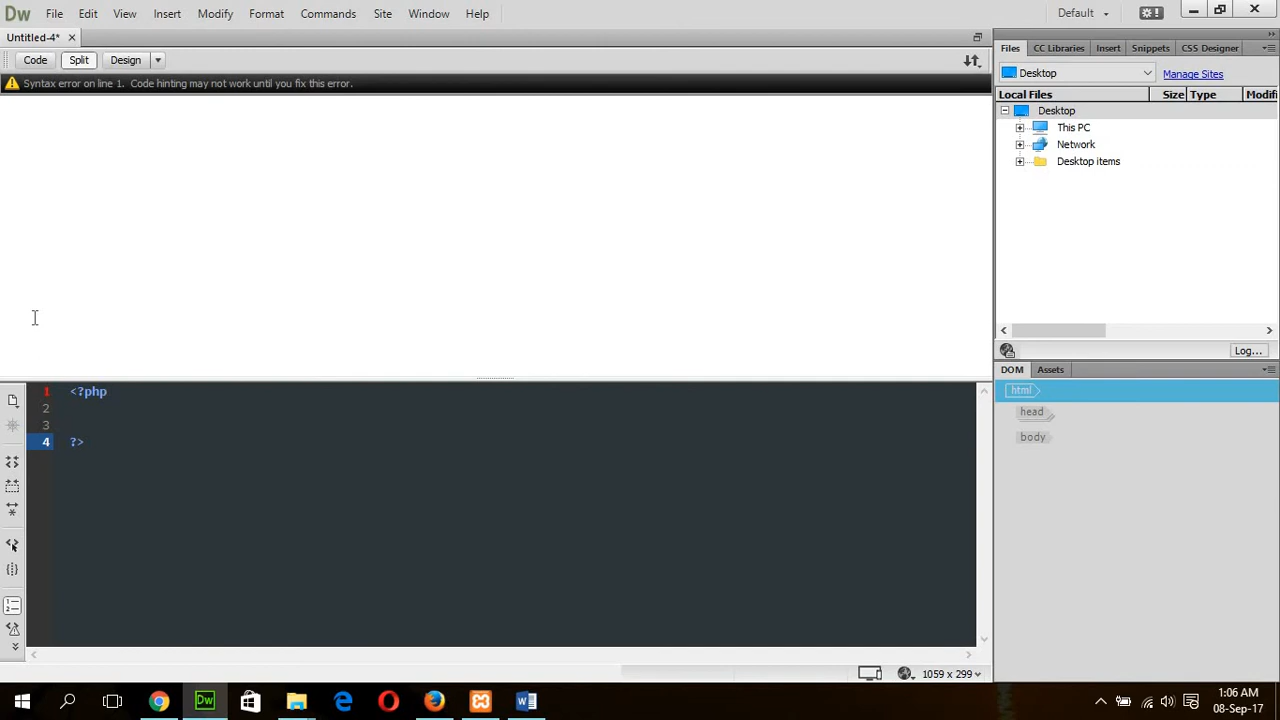 Dw File Edit View Insert Modify Format Commands Site Window Help Default
Untitled-4*
Code Split Design
Syntax error on line 1. Code hinting may not work until you fix this error.
1 <?php
2
3
4 ?>
1059 x 299
Files CC Libraries Insert Snippets CSS Designer
Desktop Manage Sites
Local Files Size Type Modifi
Desktop
This PC
Network
Desktop items
Log...
DOM Assets
html
head
body
Dw
1:06 AM
08-Sep-17